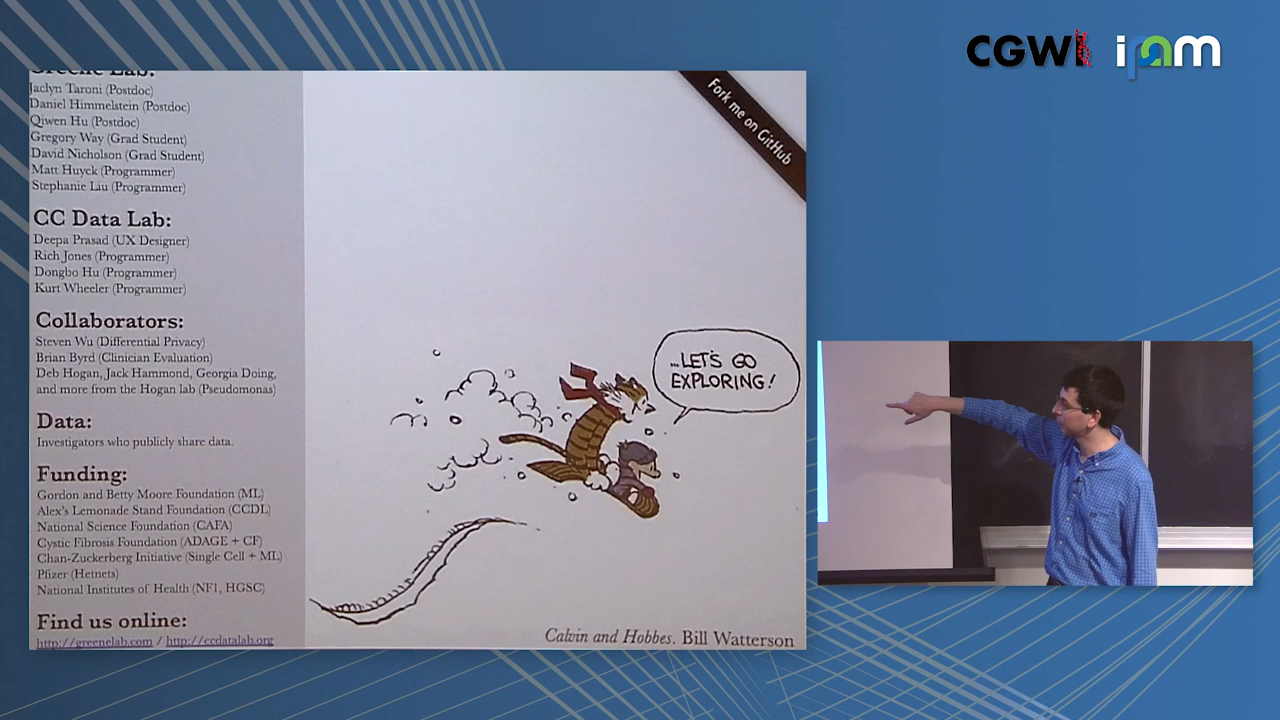 CGWI ipam
Greene Lab:
Jaclyn Taroni (Postdoc)
Daniel Himmelstein (Postdoc)
Qiwen Hu (Postdoc)
Gregory Way (Grad Student)
David Nicholson (Grad Student)
Matt Huyck (Programmer)
Stephanie Liu (Programmer)
CC Data Lab:
Deepa Prasad (UX Designer)
Rich Jones (Programmer)
Dongbo Hu (Programmer)
Kurt Wheeler (Programmer)
Collaborators:
Steven Wu (Differential Privacy)
Brian Byrd (Clinician Evaluation)
Deb Hogan, Jack Hammond, Georgia Doing,
and more from the Hogan lab (Pseudomonas)
Data:
Investigators who publicly share data.
Funding:
Gordon and Betty Moore Foundation (ML)
Alex's Lemonade Stand Foundation (CCDL)
National Science Foundation (CAFA)
Cystic Fibrosis Foundation (ADAGE + CF)
Chan-Zuckerberg Initiative (Single Cell + ML)
Pfizer (Hetnets)
National Institutes of Health (NF1, HGSC)
Find us online:
http://greenelab.com / http://ccdatalab.org
Fork me on GitHub
...LET'S GO
EXPLORING!
Calvin and Hobbes. Bill Watterson